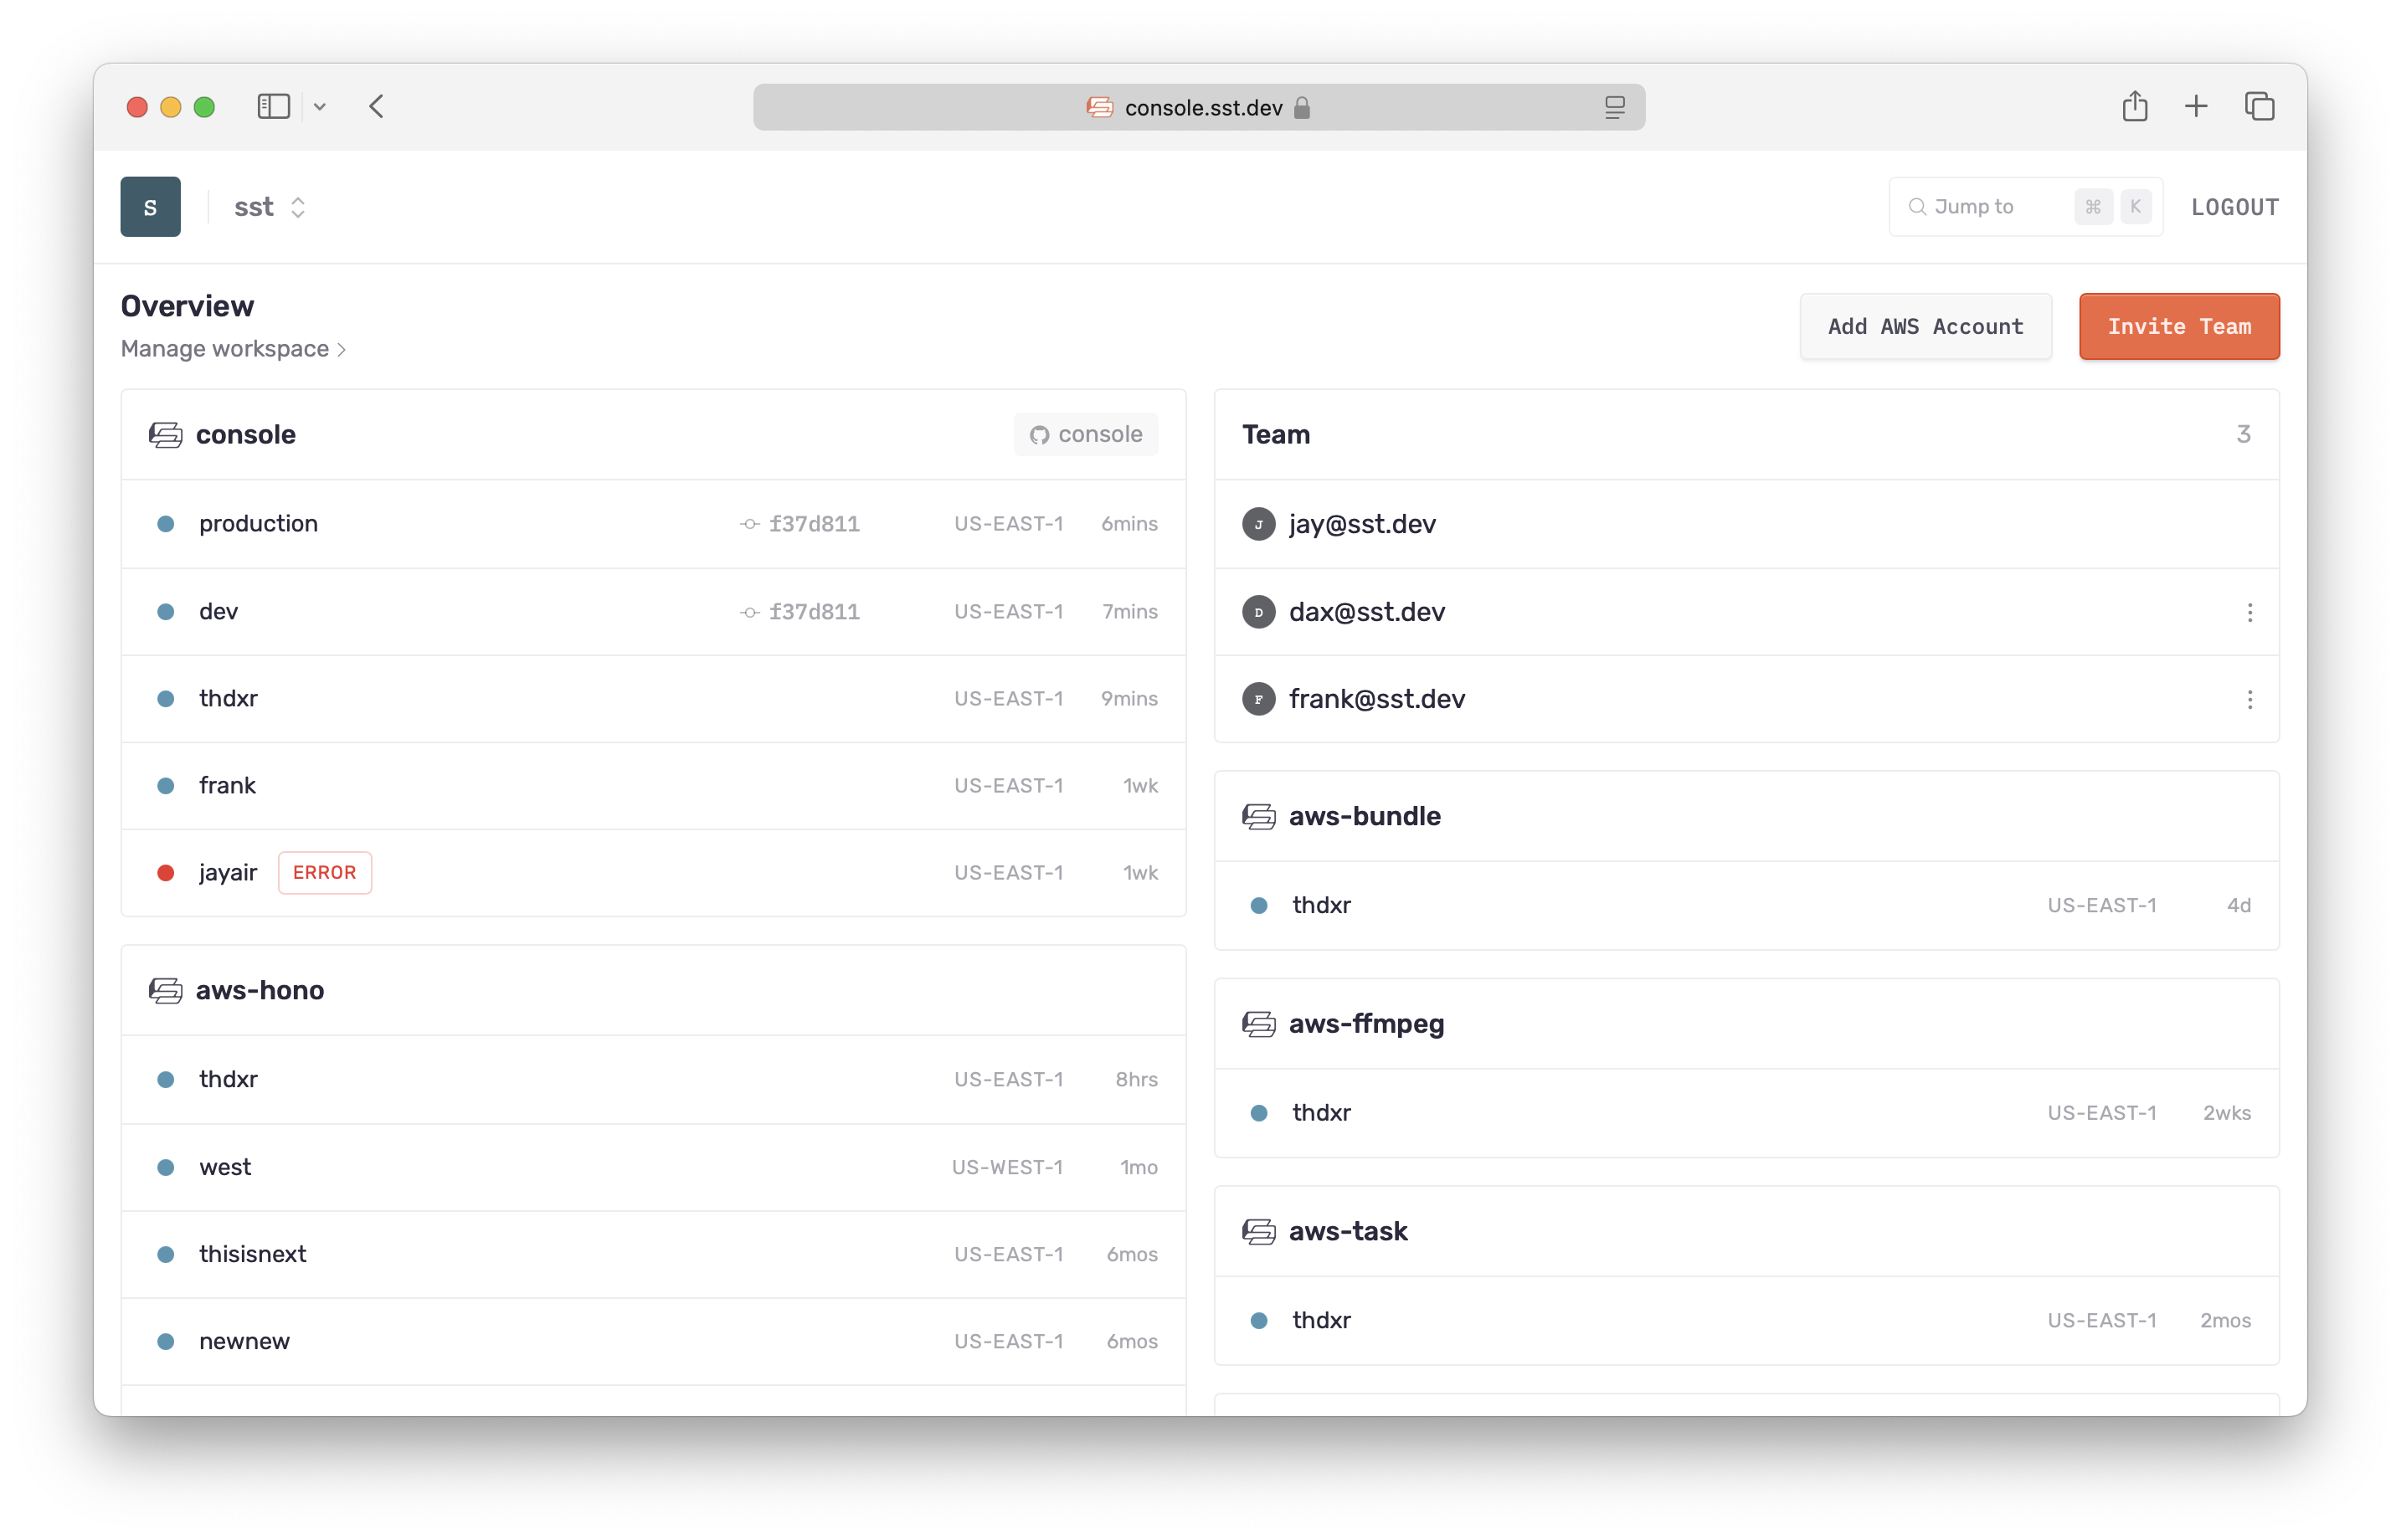 console.sst.dev
S sst Jump to ⌘ K LOGOUT
Overview
Manage workspace
Add AWS Account Invite Team
console console
production f37d811 US-EAST-1 6mins
dev f37d811 US-EAST-1 7mins
thdxr US-EAST-1 9mins
frank US-EAST-1 1wk
jayair ERROR US-EAST-1 1wk
aws-hono
thdxr US-EAST-1 8hrs
west US-WEST-1 1mo
thisisnext US-EAST-1 6mos
newnew US-EAST-1 6mos
Team 3
J jay@sst.dev
D dax@sst.dev
F frank@sst.dev
aws-bundle
thdxr US-EAST-1 4d
aws-ffmpeg
thdxr US-EAST-1 2wks
aws-task
thdxr US-EAST-1 2mos